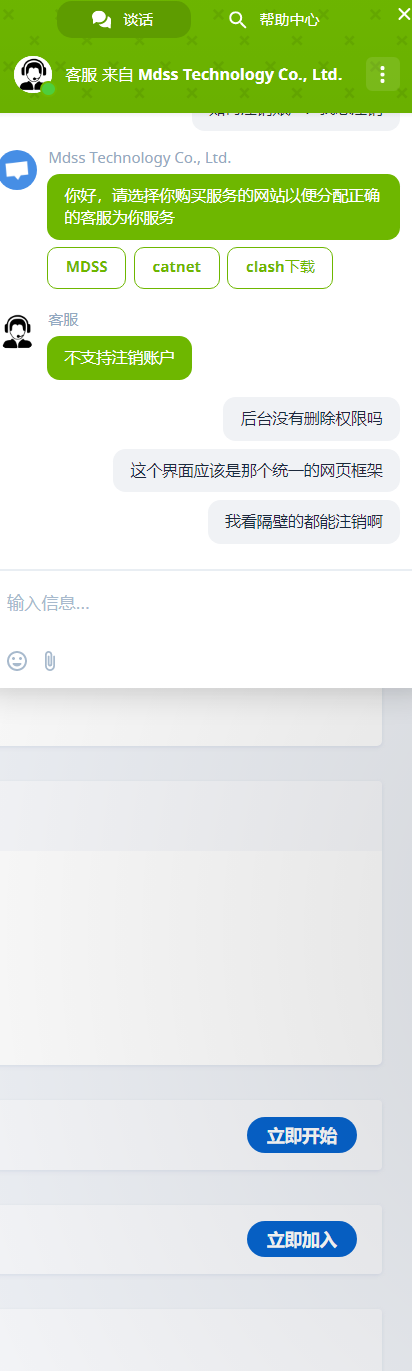 谈话
帮助中心
客服 来自 Mdss Technology Co., Ltd.
Mdss Technology Co., Ltd.
你好，请选择你购买服务的网站以便分配正确
的客服为你服务
MDSS
catnet
clash下载
客服
不支持注销账户
后台没有删除权限吗
这个界面应该是那个统一的网页框架
我看隔壁的都能注销啊
输入信息...
立即开始
立即加入